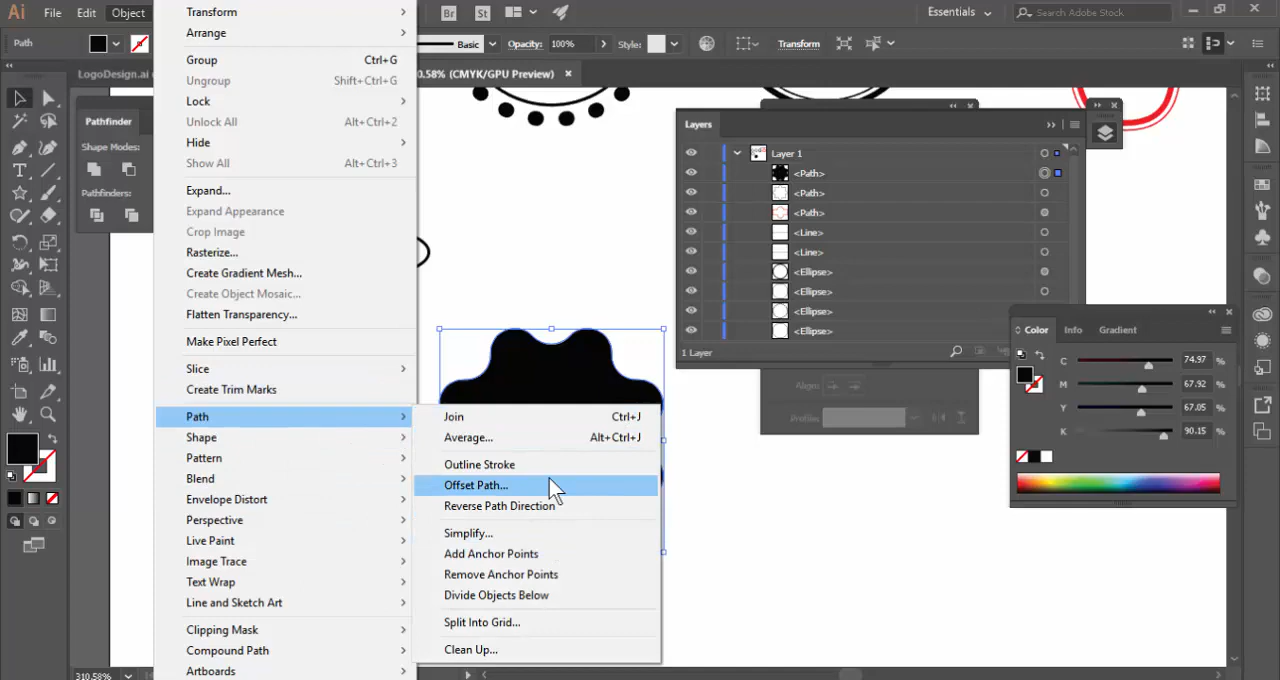 Ai File Edit Object Br St Essentials Search Adobe Stock
Path Basic Opacity: 100% Style: Transform
LogoDesign.ai 0.58% (CMYK/GPU Preview) ×
Transform
Arrange
Group Ctrl+G
Ungroup Shift+Ctrl+G
Lock
Unlock All Alt+Ctrl+2
Hide
Show All Alt+Ctrl+3
Expand...
Expand Appearance
Crop Image
Rasterize...
Create Gradient Mesh...
Create Object Mosaic...
Flatten Transparency...
Make Pixel Perfect
Slice
Create Trim Marks
Path
Shape
Pattern
Blend
Envelope Distort
Perspective
Live Paint
Image Trace
Text Wrap
Line and Sketch Art
Clipping Mask
Compound Path
Artboards
Join Ctrl+J
Average... Alt+Ctrl+J
Outline Stroke
Offset Path...
Reverse Path Direction
Simplify...
Add Anchor Points
Remove Anchor Points
Divide Objects Below
Split Into Grid...
Clean Up...
Pathfinder
Shape Modes:
Pathfinders:
Layers
Layer 1
<Path>
<Path>
<Path>
<Line>
<Line>
<Ellipse>
<Ellipse>
<Ellipse>
<Ellipse>
1 Layer
Align:
Profile:
Color Info Gradient
C 74.97 %
M 67.92 %
Y 67.05 %
K 90.15 %
310.58%